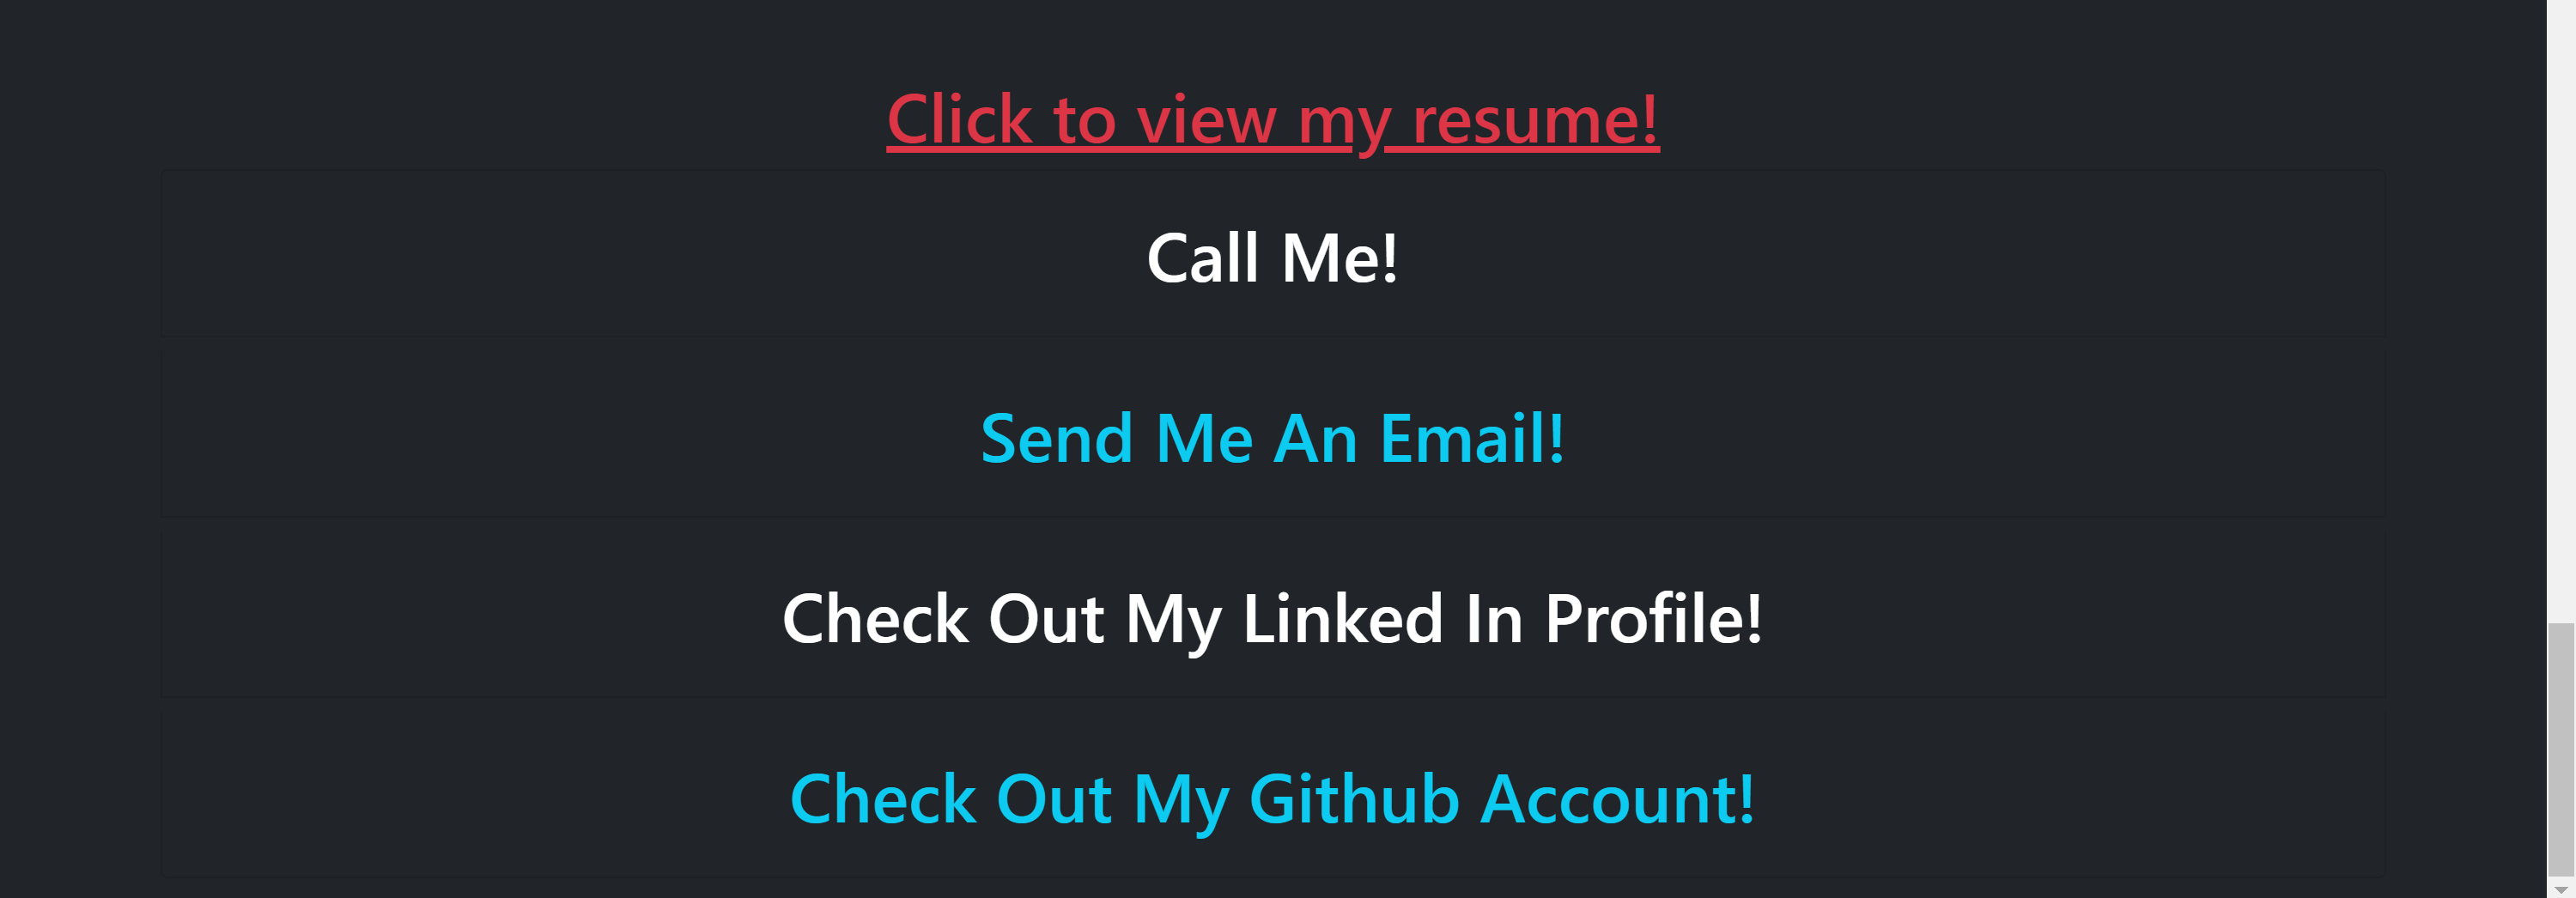 Click to view my resume!
Call Me!
Send Me An Email!
Check Out My Linked In Profile!
Check Out My Github Account!